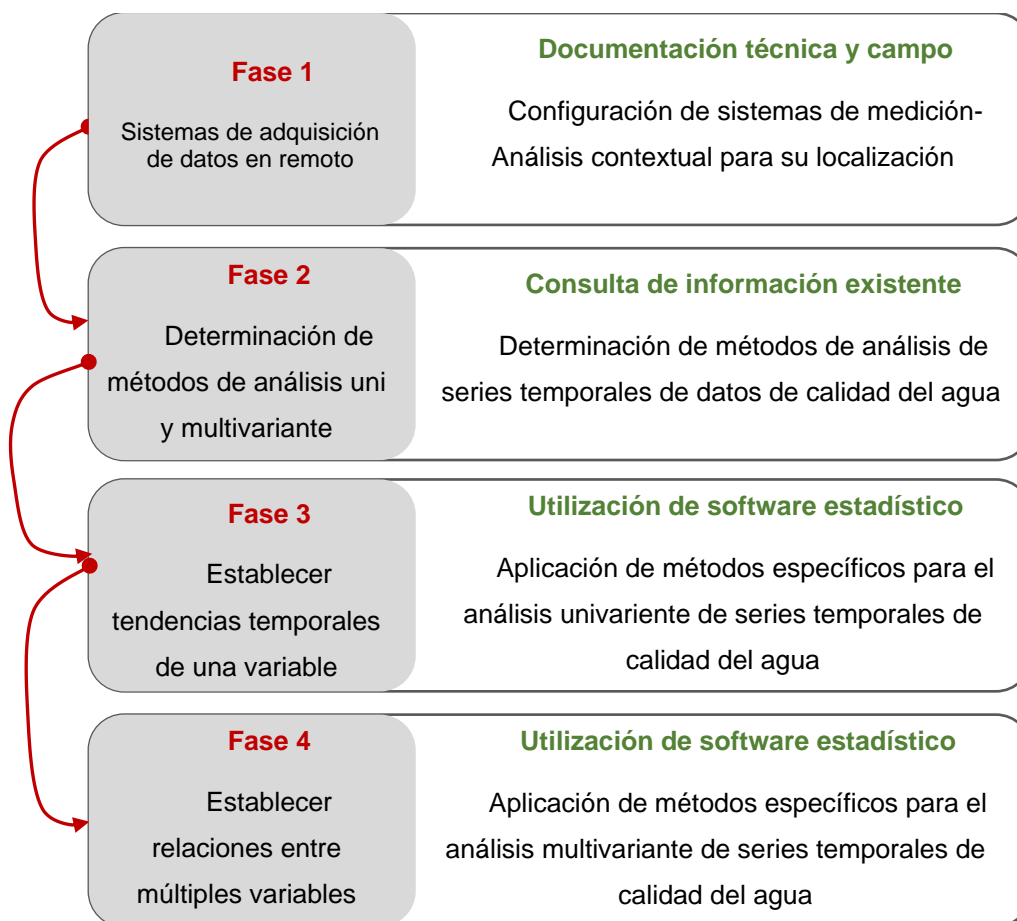 Fase 1
Sistemas de adquisición
de datos en remoto
Documentación técnica y campo
Configuración de sistemas de medición-
Análisis contextual para su localización
Fase 2
Determinación de
métodos de análisis uni
y multivariante
Consulta de información existente
Determinación de métodos de análisis de
series temporales de datos de calidad del agua
Fase 3
Establecer
tendencias temporales
de una variable
Utilización de software estadístico
Aplicación de métodos específicos para el
análisis univariente de series temporales de
calidad del agua
Fase 4
Establecer
relaciones entre
múltiples variables
Utilización de software estadístico
Aplicación de métodos específicos para el
análisis multivariante de series temporales de
calidad del agua